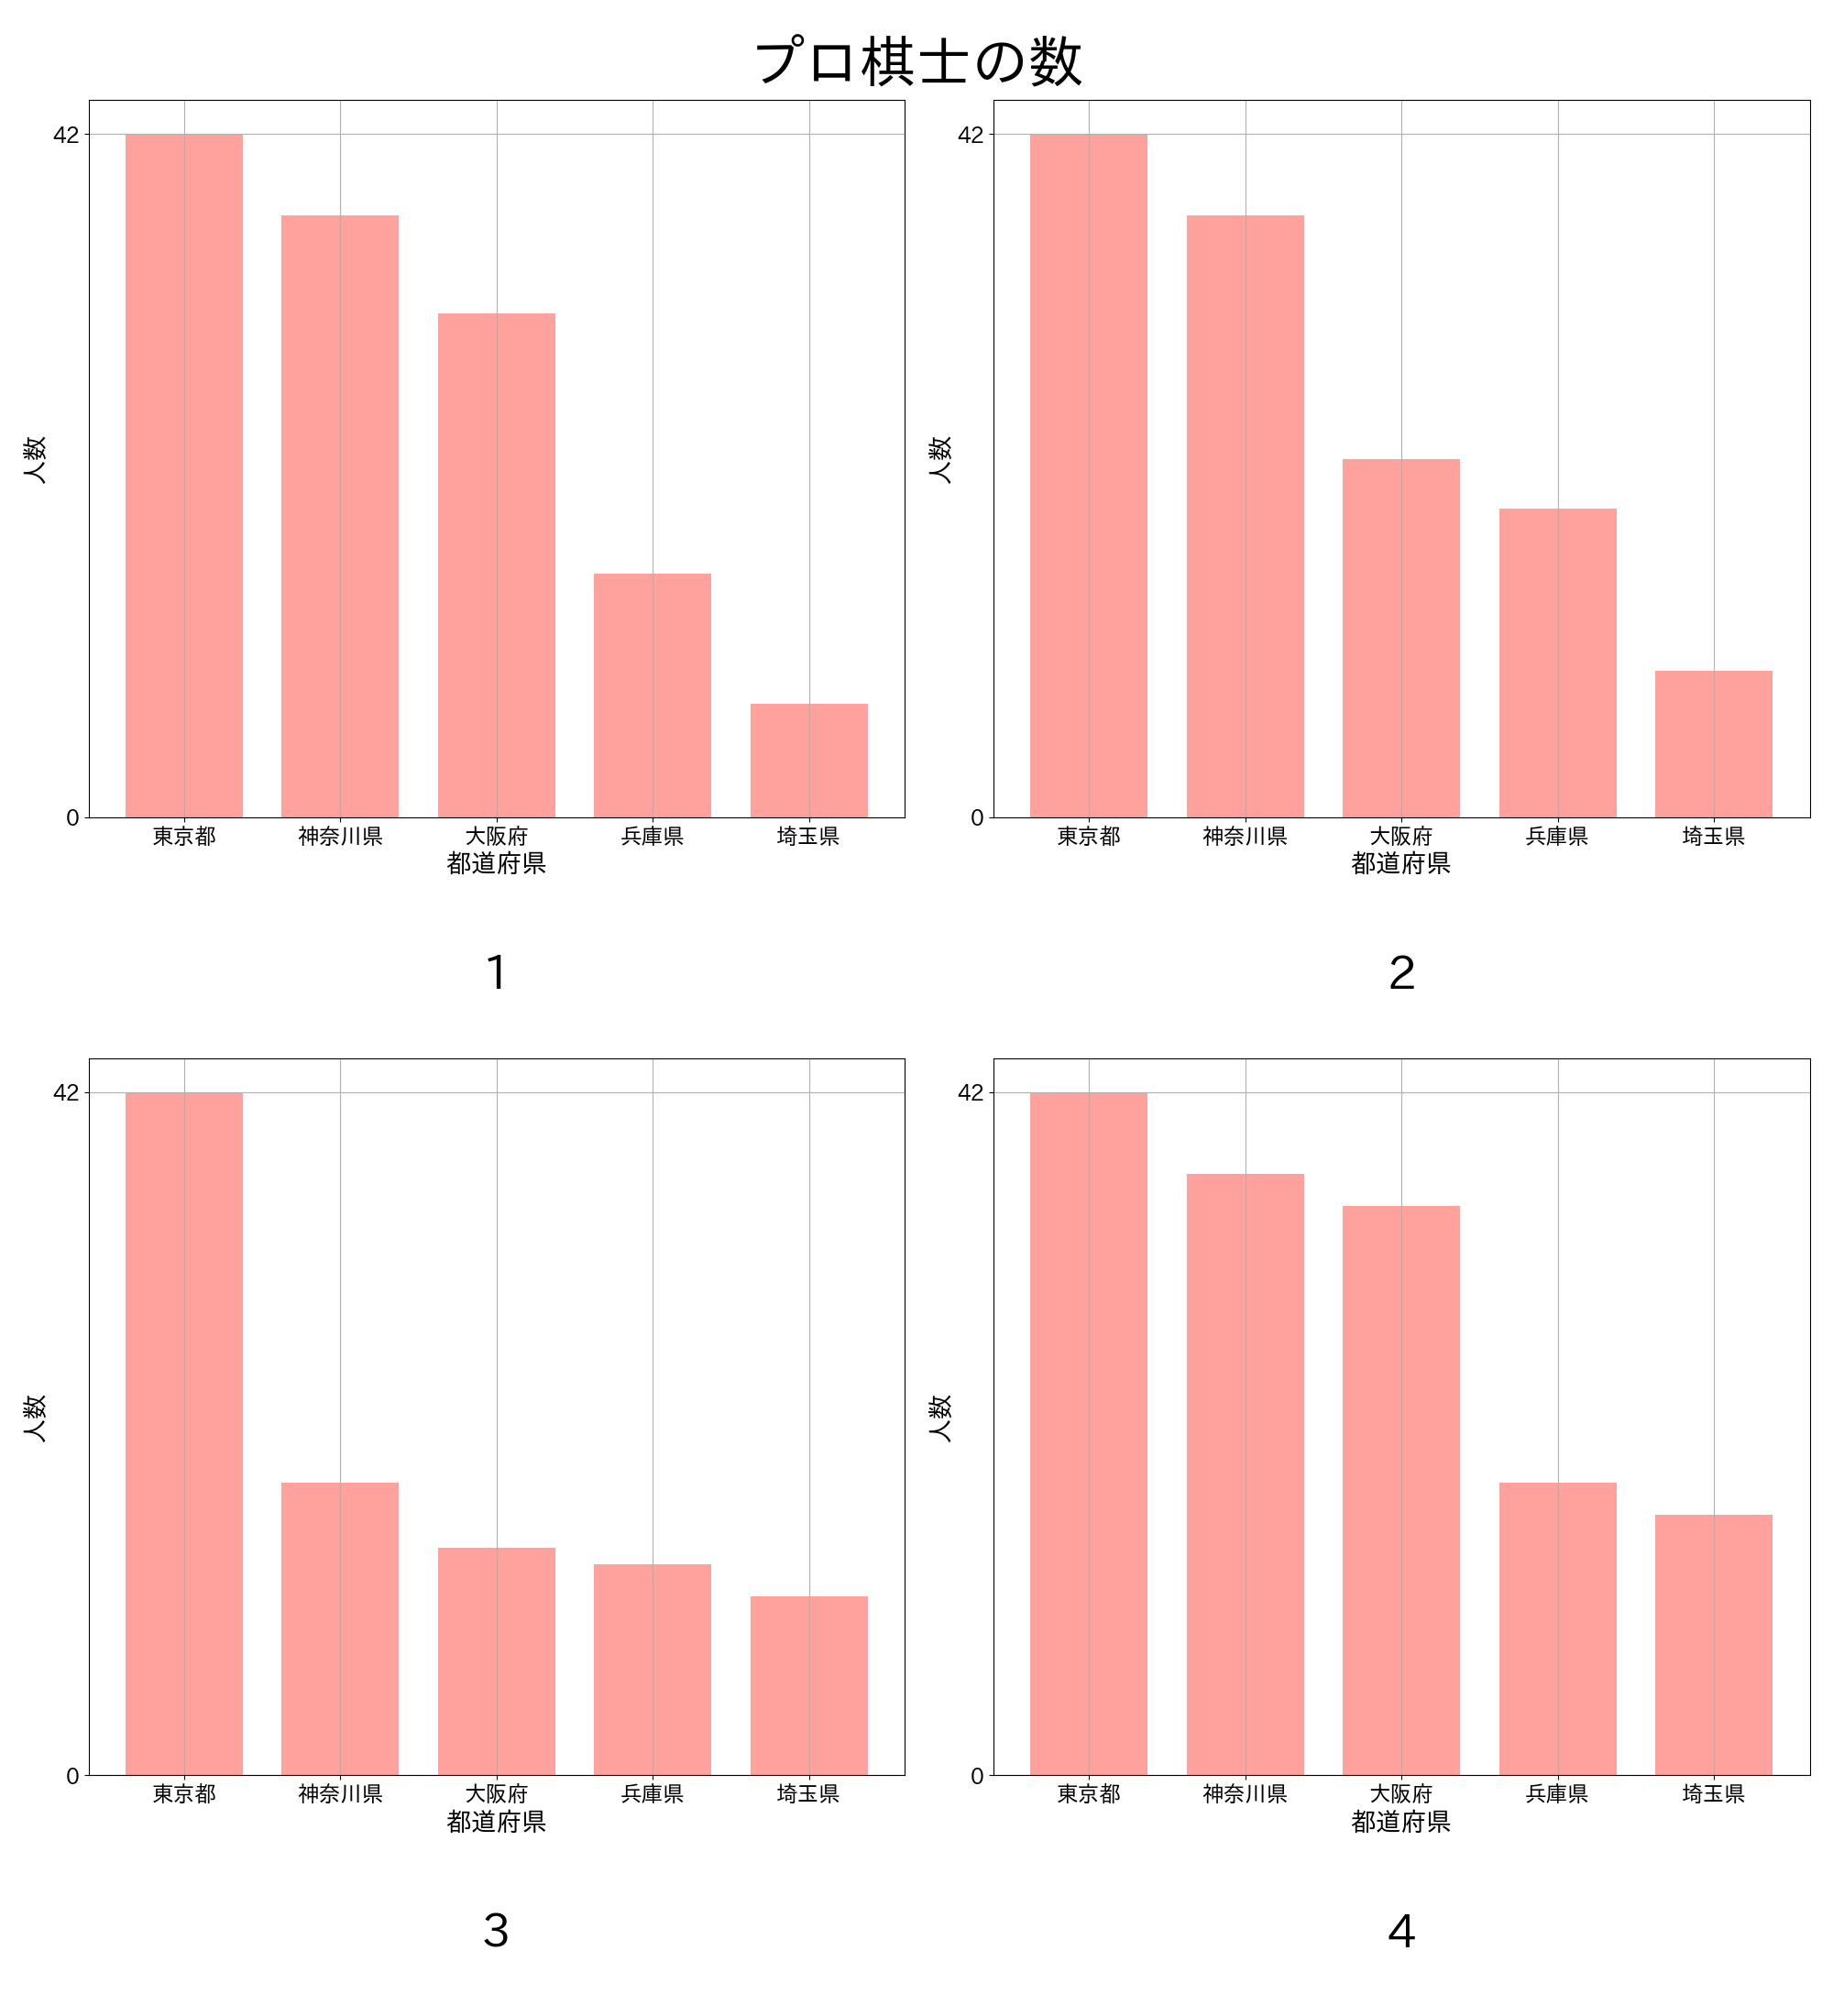 プロ棋士の数
42
0
人数
東京都 神奈川県 大阪府 兵庫県 埼玉県
都道府県
1
42
0
人数
東京都 神奈川県 大阪府 兵庫県 埼玉県
都道府県
2
42
0
人数
東京都 神奈川県 大阪府 兵庫県 埼玉県
都道府県
3
42
0
人数
東京都 神奈川県 大阪府 兵庫県 埼玉県
都道府県
4